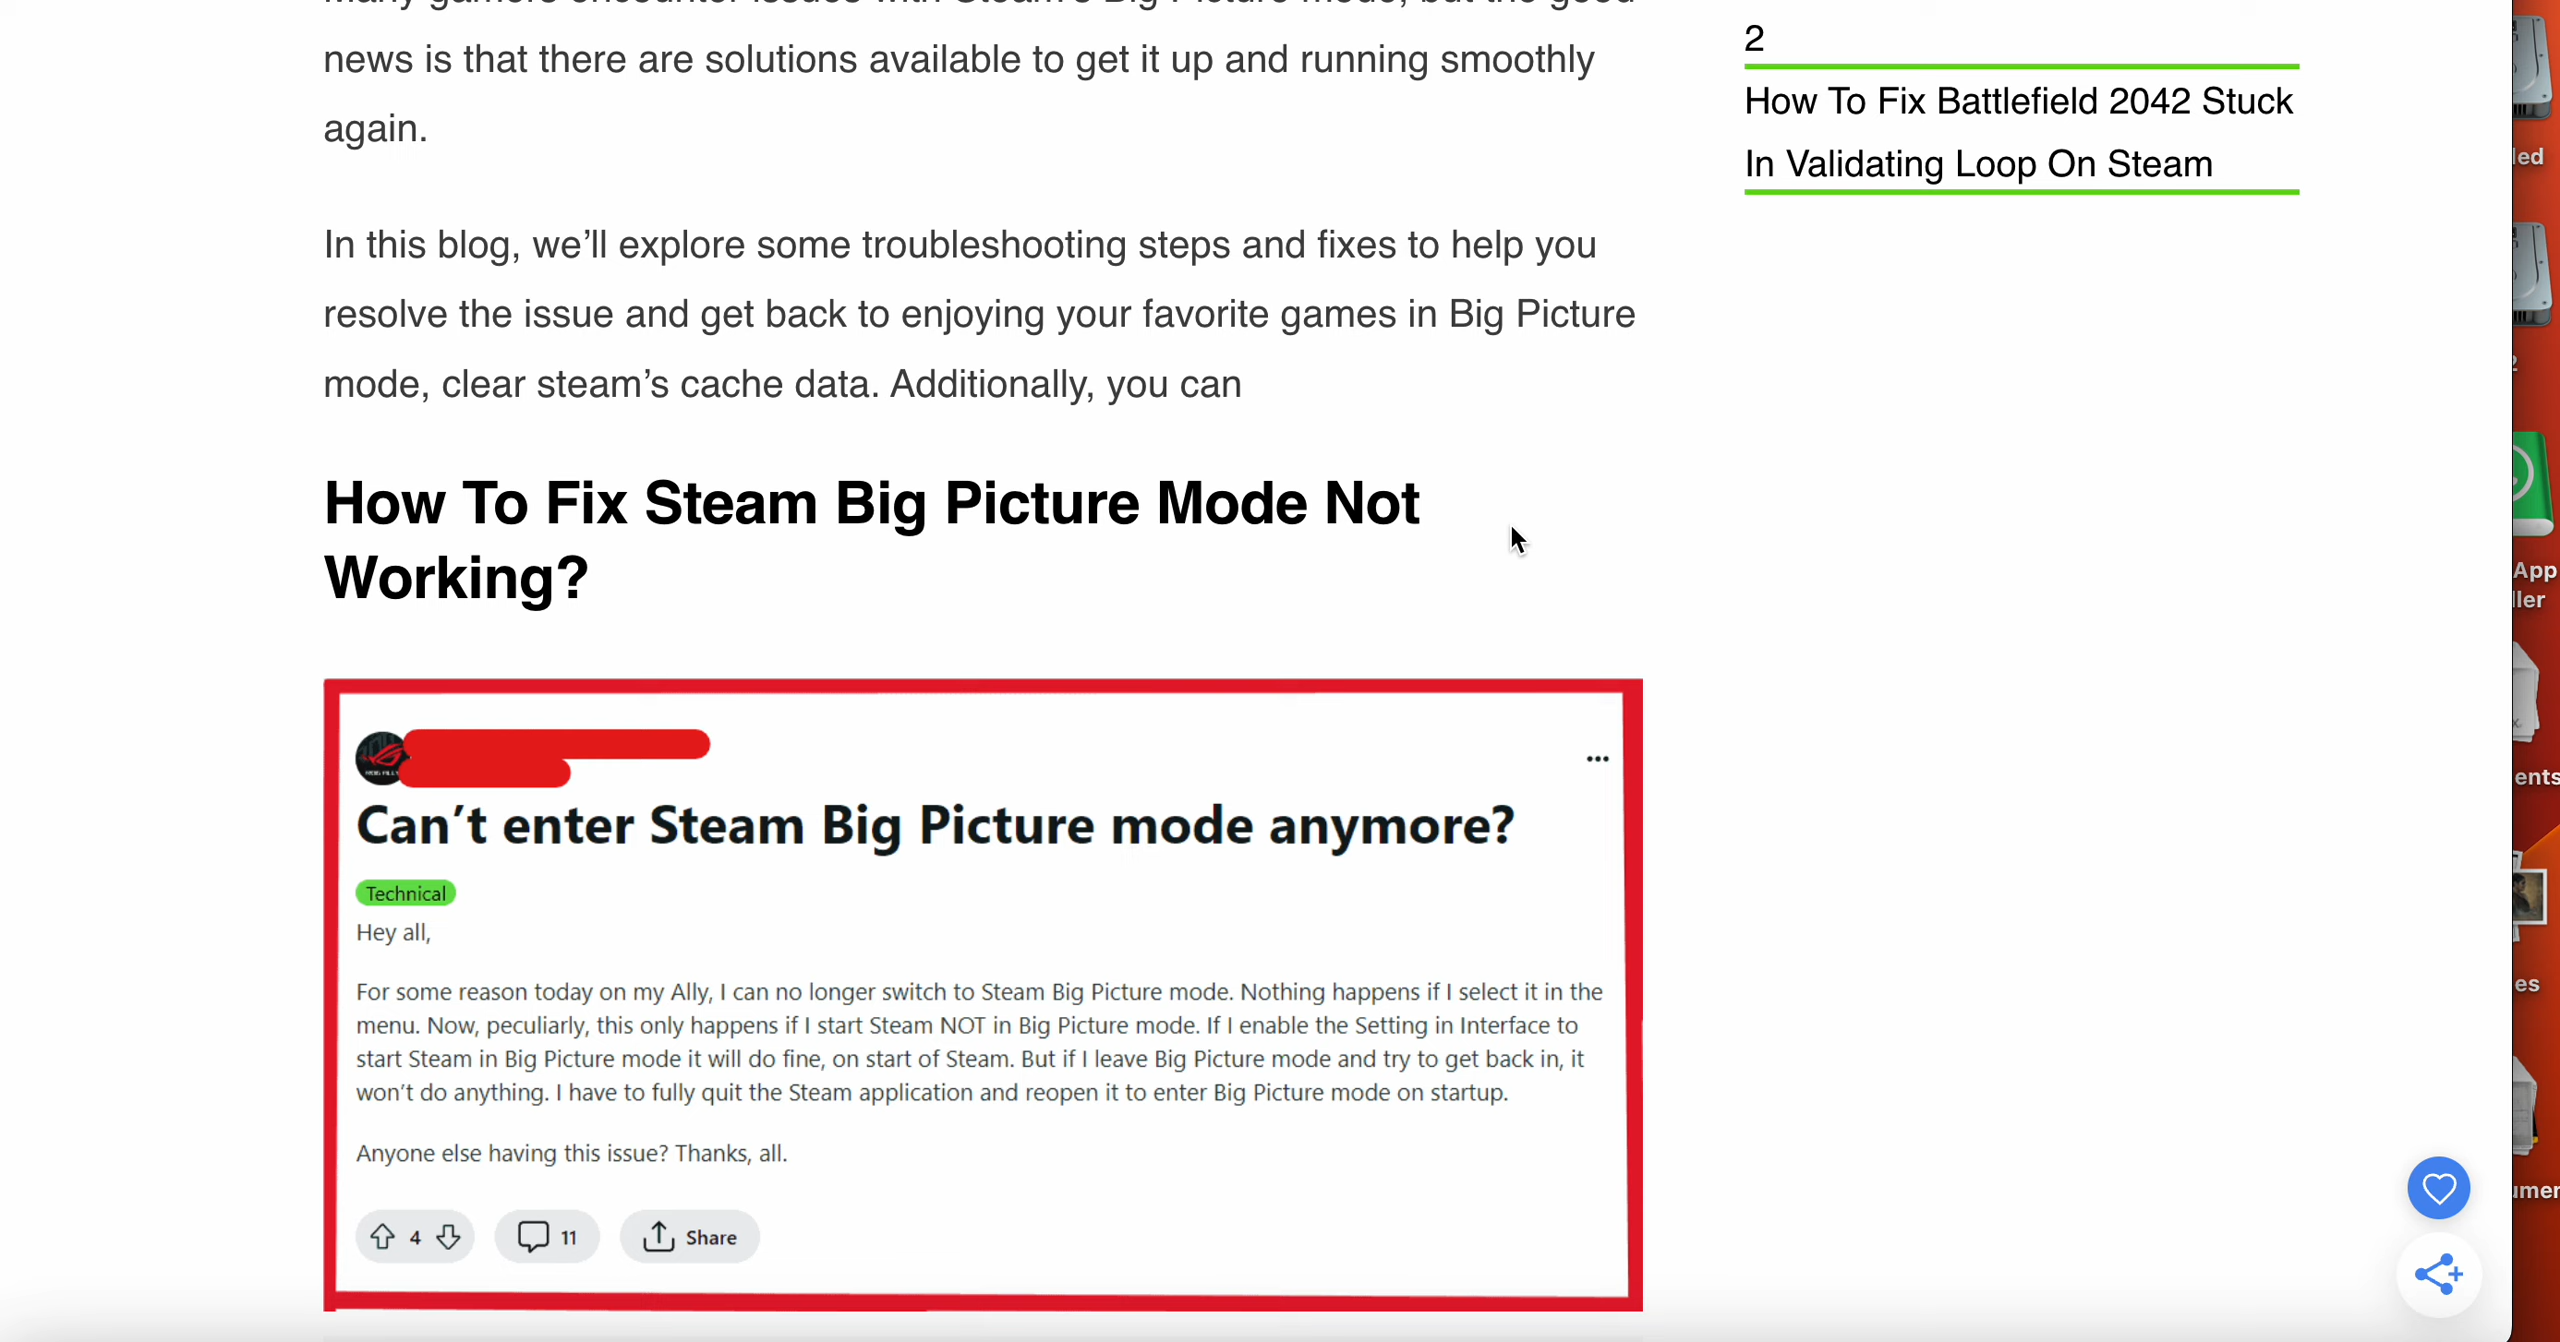 news is that there are solutions available to get it up and running smoothly
again.
In this blog, we’ll explore some troubleshooting steps and fixes to help you
resolve the issue and get back to enjoying your favorite games in Big Picture
mode, clear steam’s cache data. Additionally, you can
How To Fix Steam Big Picture Mode Not
Working?
Can’t enter Steam Big Picture mode anymore?
Technical
Hey all,
For some reason today on my Ally, I can no longer switch to Steam Big Picture mode. Nothing happens if I select it in the
menu. Now, peculiarly, this only happens if I start Steam NOT in Big Picture mode. If I enable the Setting in Interface to
start Steam in Big Picture mode it will do fine, on start of Steam. But if I leave Big Picture mode and try to get back in, it
won’t do anything. I have to fully quit the Steam application and reopen it to enter Big Picture mode on startup.
Anyone else having this issue? Thanks, all.
4
11
Share
2
How To Fix Battlefield 2042 Stuck
In Validating Loop On Steam
led
2
App
ller
ents
es
umer